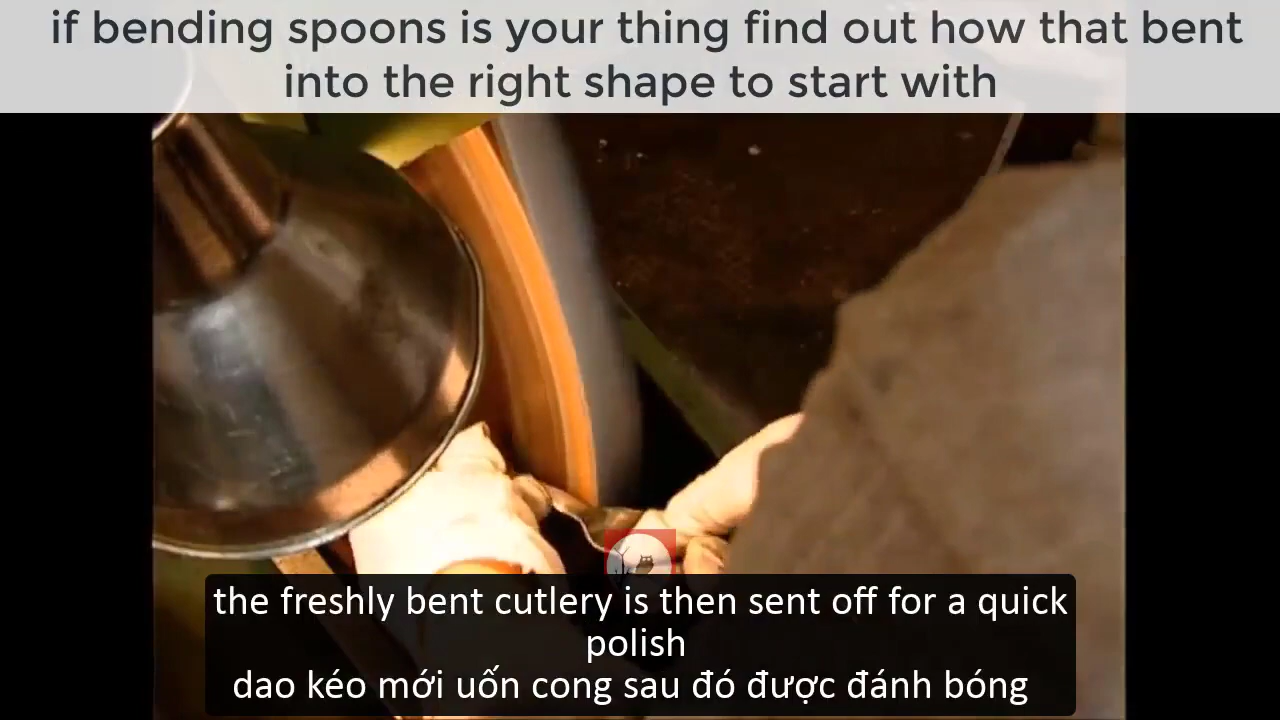 if bending spoons is your thing find out how that bent
into the right shape to start with
the freshly bent cutlery is then sent off for a quick
polish
dao kéo mới uốn cong sau đó được đánh bóng